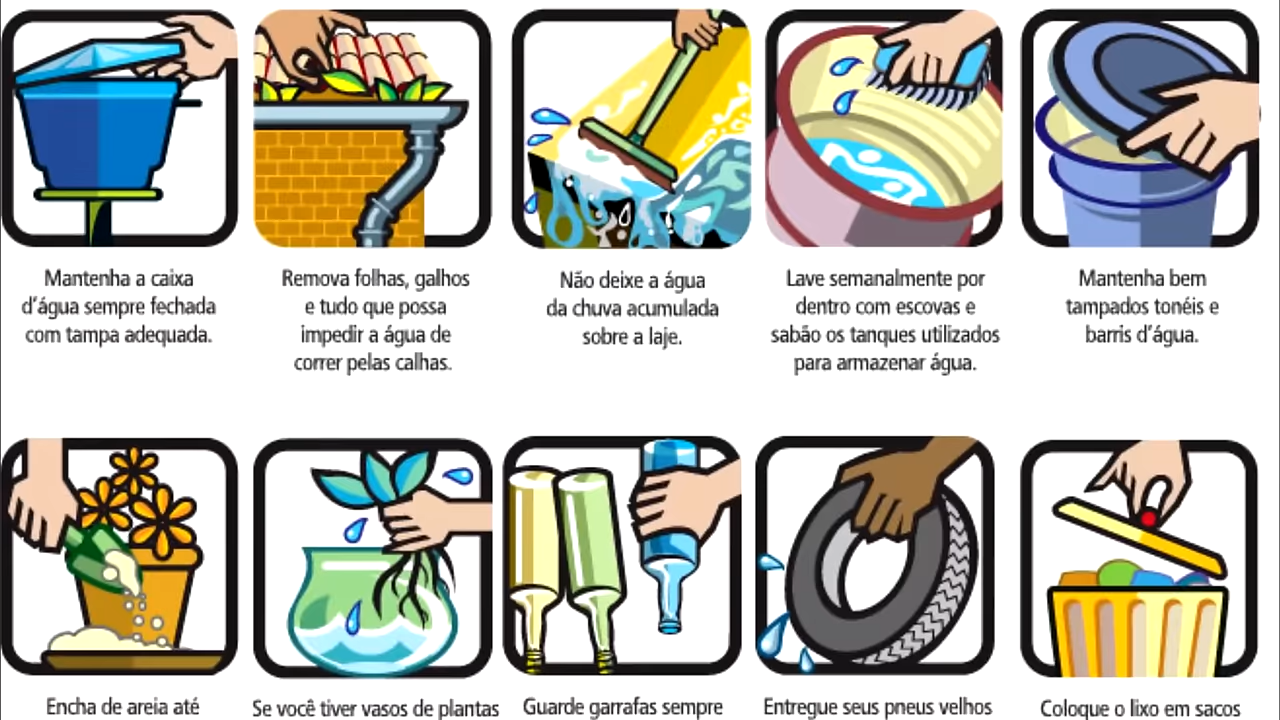 Mantenha a caixa
d'água sempre fechada
com tampa adequada.
Remova folhas, galhos
e tudo que possa
impedir a água de
correr pelas calhas.
Não deixe a água
da chuva acumulada
sobre a laje.
Lave semanalmente por
dentro com escovas e
sabão os tanques utilizados
para armazenar água.
Mantenha bem
tampados tonéis e
barris d'água.
Encha de areia até
Se você tiver vasos de plantas
Guarde garrafas sempre
Entregue seus pneus velhos
Coloque o lixo em sacos